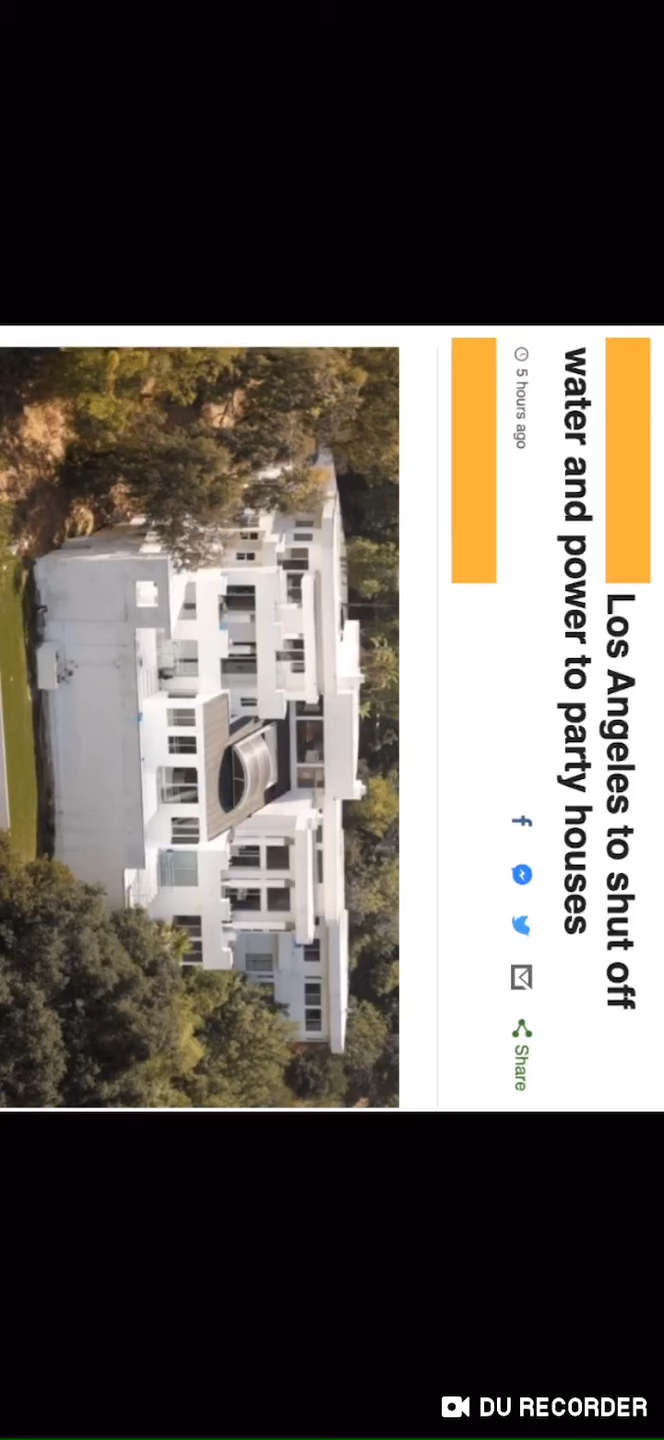 Los Angeles to shut off
water and power to party houses
5 hours ago
Share
DU RECORDER